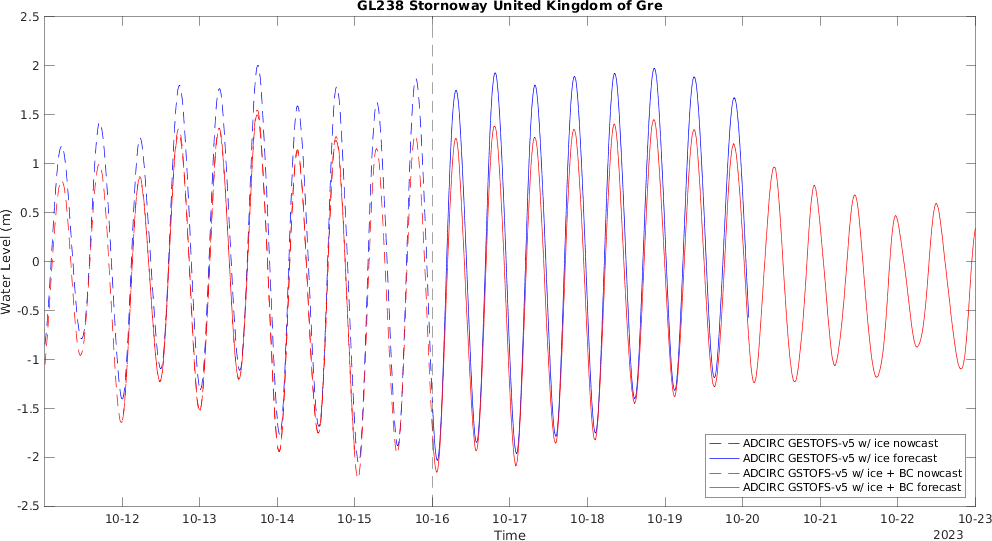 GL238 Stornoway United Kingdom of Gre
2.5
2
1.5
1
0.5
0
-0.5
-1
-1.5
-2
-2.5
Water Level (m)
ADCIRC GESTOFS-v5 w/ ice nowcast
ADCIRC GESTOFS-v5 w/ ice forecast
ADCIRC GSTOFS-v5 w/ ice + BC nowcast
ADCIRC GSTOFS-v5 w/ ice + BC forecast
10-12 10-13 10-14 10-15 10-16 10-17 10-18 10-19 10-20 10-21 10-22 10-23
Time
2023